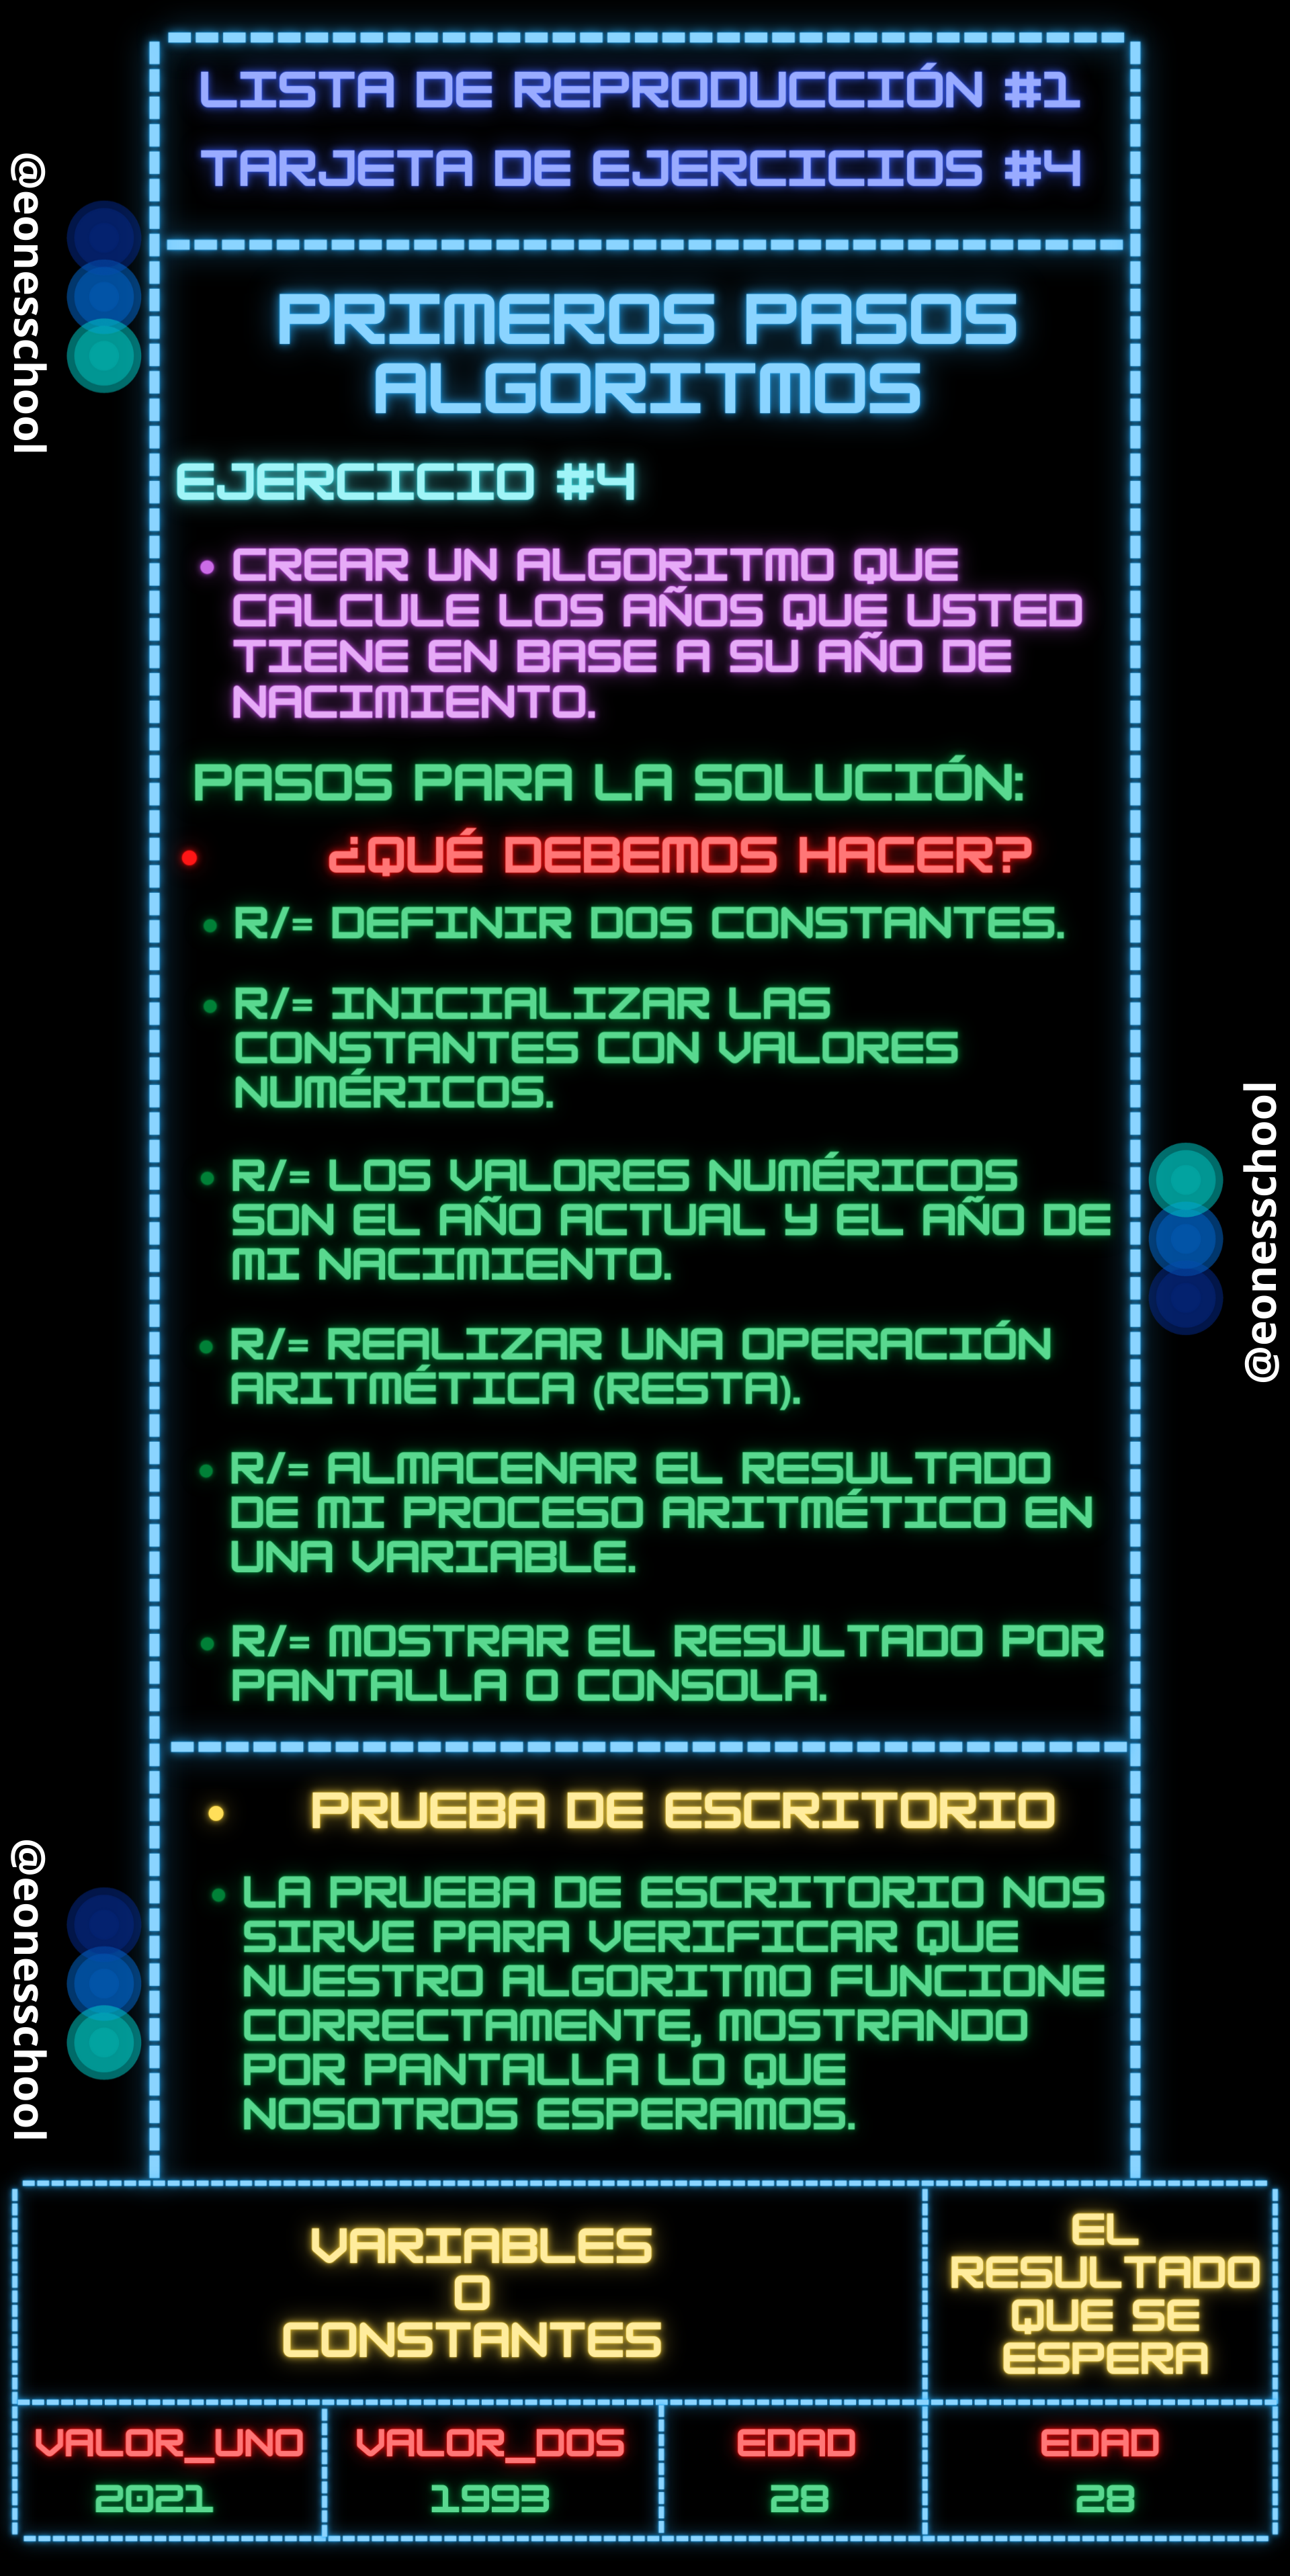 LISTA DE REPRODUCCIÓN #1
TARJETA DE EJERCICIOS #4
@eonesschool
PRIMEROS PASOS
ALGORITMOS
EJERCICIO #4
• CREAR UN ALGORITMO QUE
CALCULE LOS AÑOS QUE USTED
TIENE EN BASE A SU AÑO DE
NACIMIENTO.
PASOS PARA LA SOLUCIÓN:
• ¿QUÉ DEBEMOS HACER?
• R/= DEFINIR DOS CONSTANTES.
• R/= INICIALIZAR LAS
CONSTANTES CON VALORES
NUMÉRICOS.
• R/= LOS VALORES NUMÉRICOS
SON EL AÑO ACTUAL Y EL AÑO DE
MI NACIMIENTO.
@eonesschool
• R/= REALIZAR UNA OPERACIÓN
ARITMÉTICA (RESTA).
• R/= ALMACENAR EL RESULTADO
DE MI PROCESO ARITMÉTICO EN
UNA VARIABLE.
• R/= MOSTRAR EL RESULTADO POR
PANTALLA O CONSOLA.
• PRUEBA DE ESCRITORIO
• LA PRUEBA DE ESCRITORIO NOS
SIRVE PARA VERIFICAR QUE
NUESTRO ALGORITMO FUNCIONE
CORRECTAMENTE, MOSTRANDO
POR PANTALLA LO QUE
NOSOTROS ESPERAMOS.
@eonesschool
VARIABLES
O
CONSTANTES
EL
RESULTADO
QUE SE
ESPERA
VALOR_UNO VALOR_DOS EDAD EDAD
2021 1993 28 28